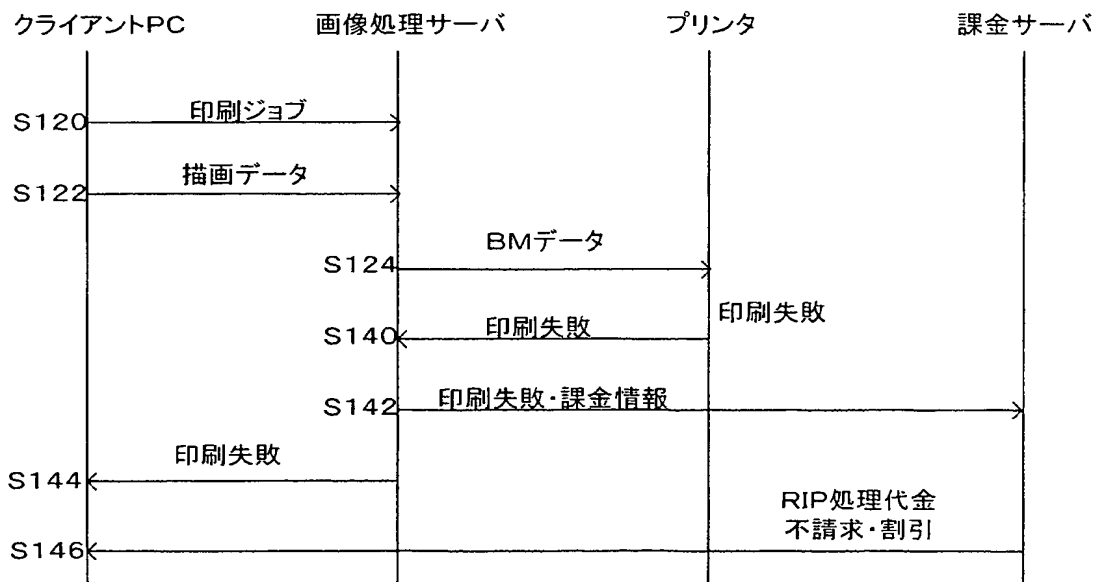 クライアントPC
画像処理サーバ
プリンタ
課金サーバ
S120
印刷ジョブ
S122
描画データ
S124
BMデータ
印刷失敗
S140
印刷失敗
S142
印刷失敗・課金情報
S144
印刷失敗
RIP処理代金
不請求・割引
S146